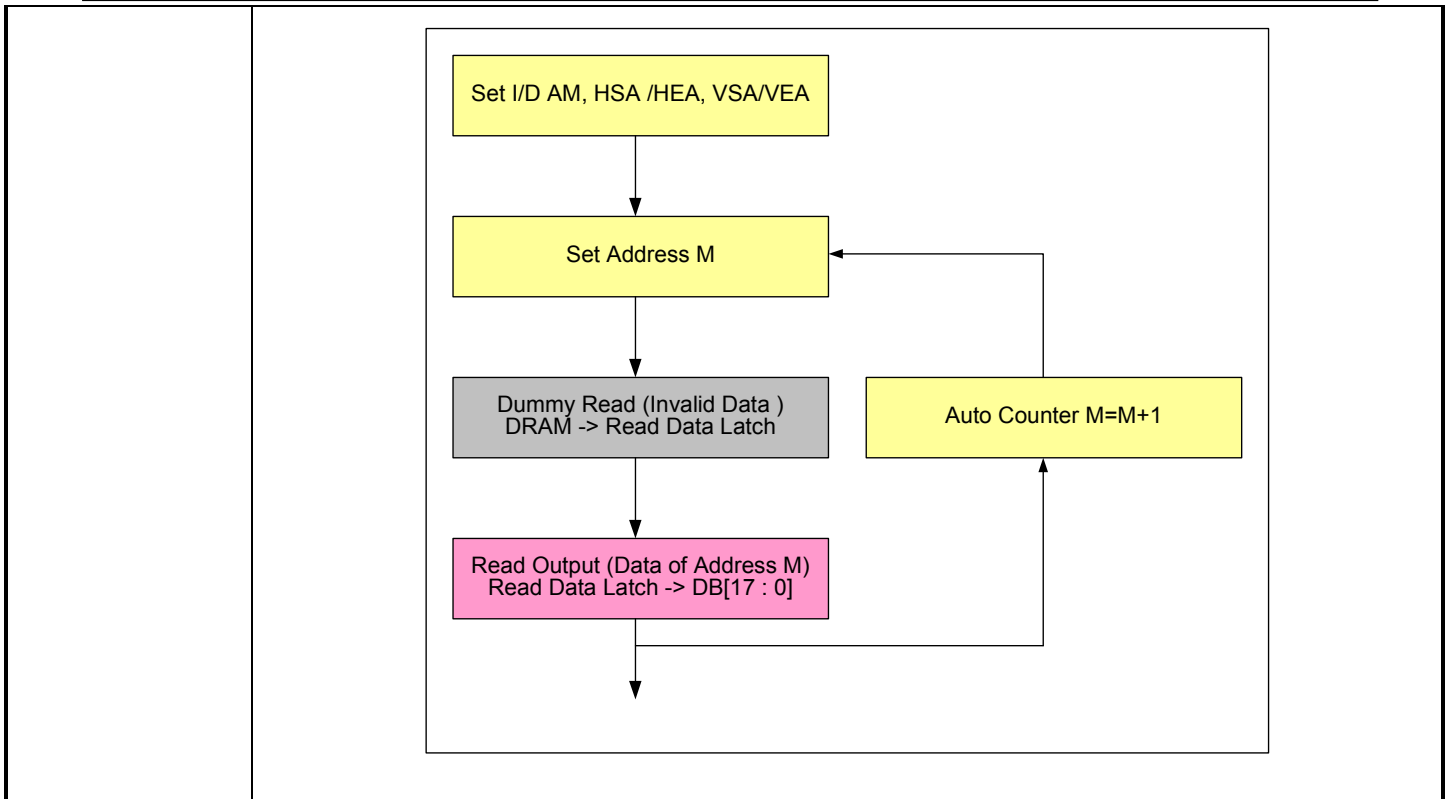 Set I/D AM, HSA /HEA, VSA/VEA
Set Address M
Dummy Read (Invalid Data )
DRAM -> Read Data Latch
Auto Counter M=M+1
Read Output (Data of Address M)
Read Data Latch -> DB[17 : 0]